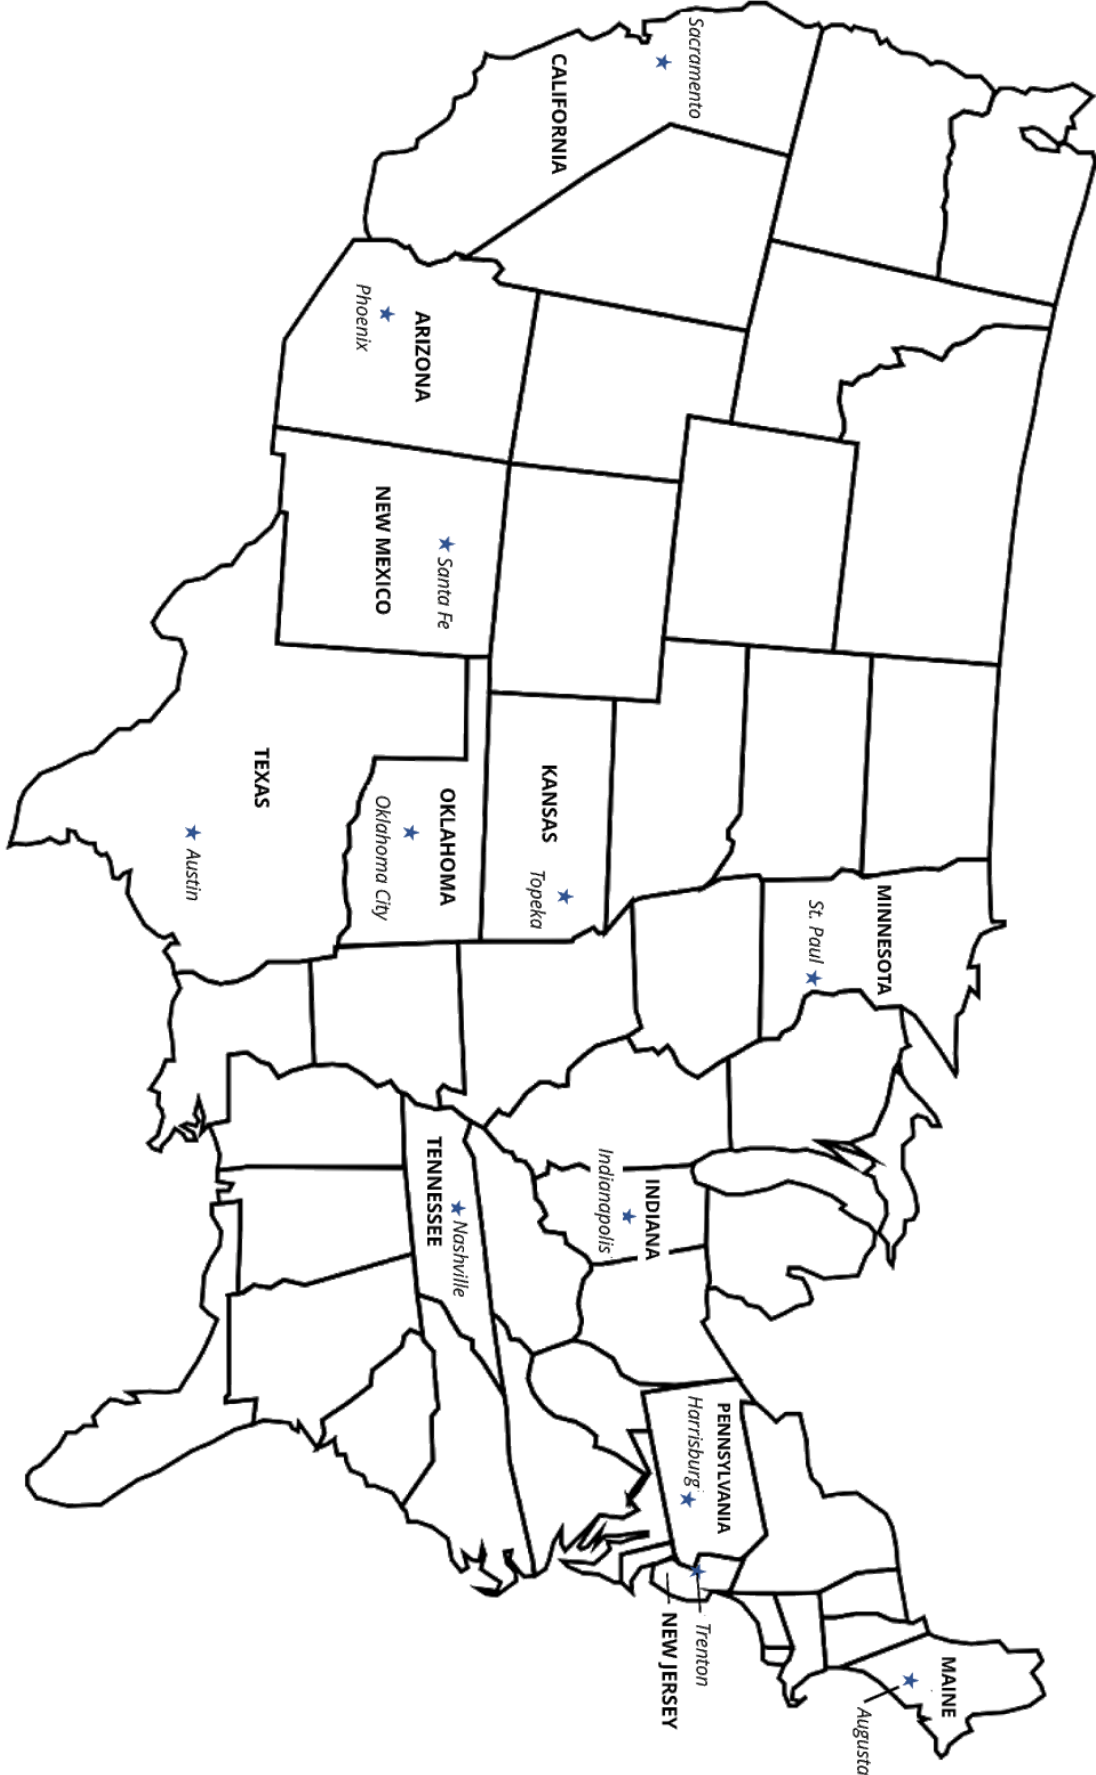 Sacramento
CALIFORNIA
ARIZONA
Phoenix
Santa Fe
NEW MEXICO
TEXAS
Austin
OKLAHOMA
Oklahoma City
KANSAS
Topeka
MINNESOTA
St. Paul
INDIANA
Indianapolis
Nashville
TENNESSEE
PENNSYLVANIA
Harrisburg
Trenton
NEW JERSEY
MAINE
Augusta